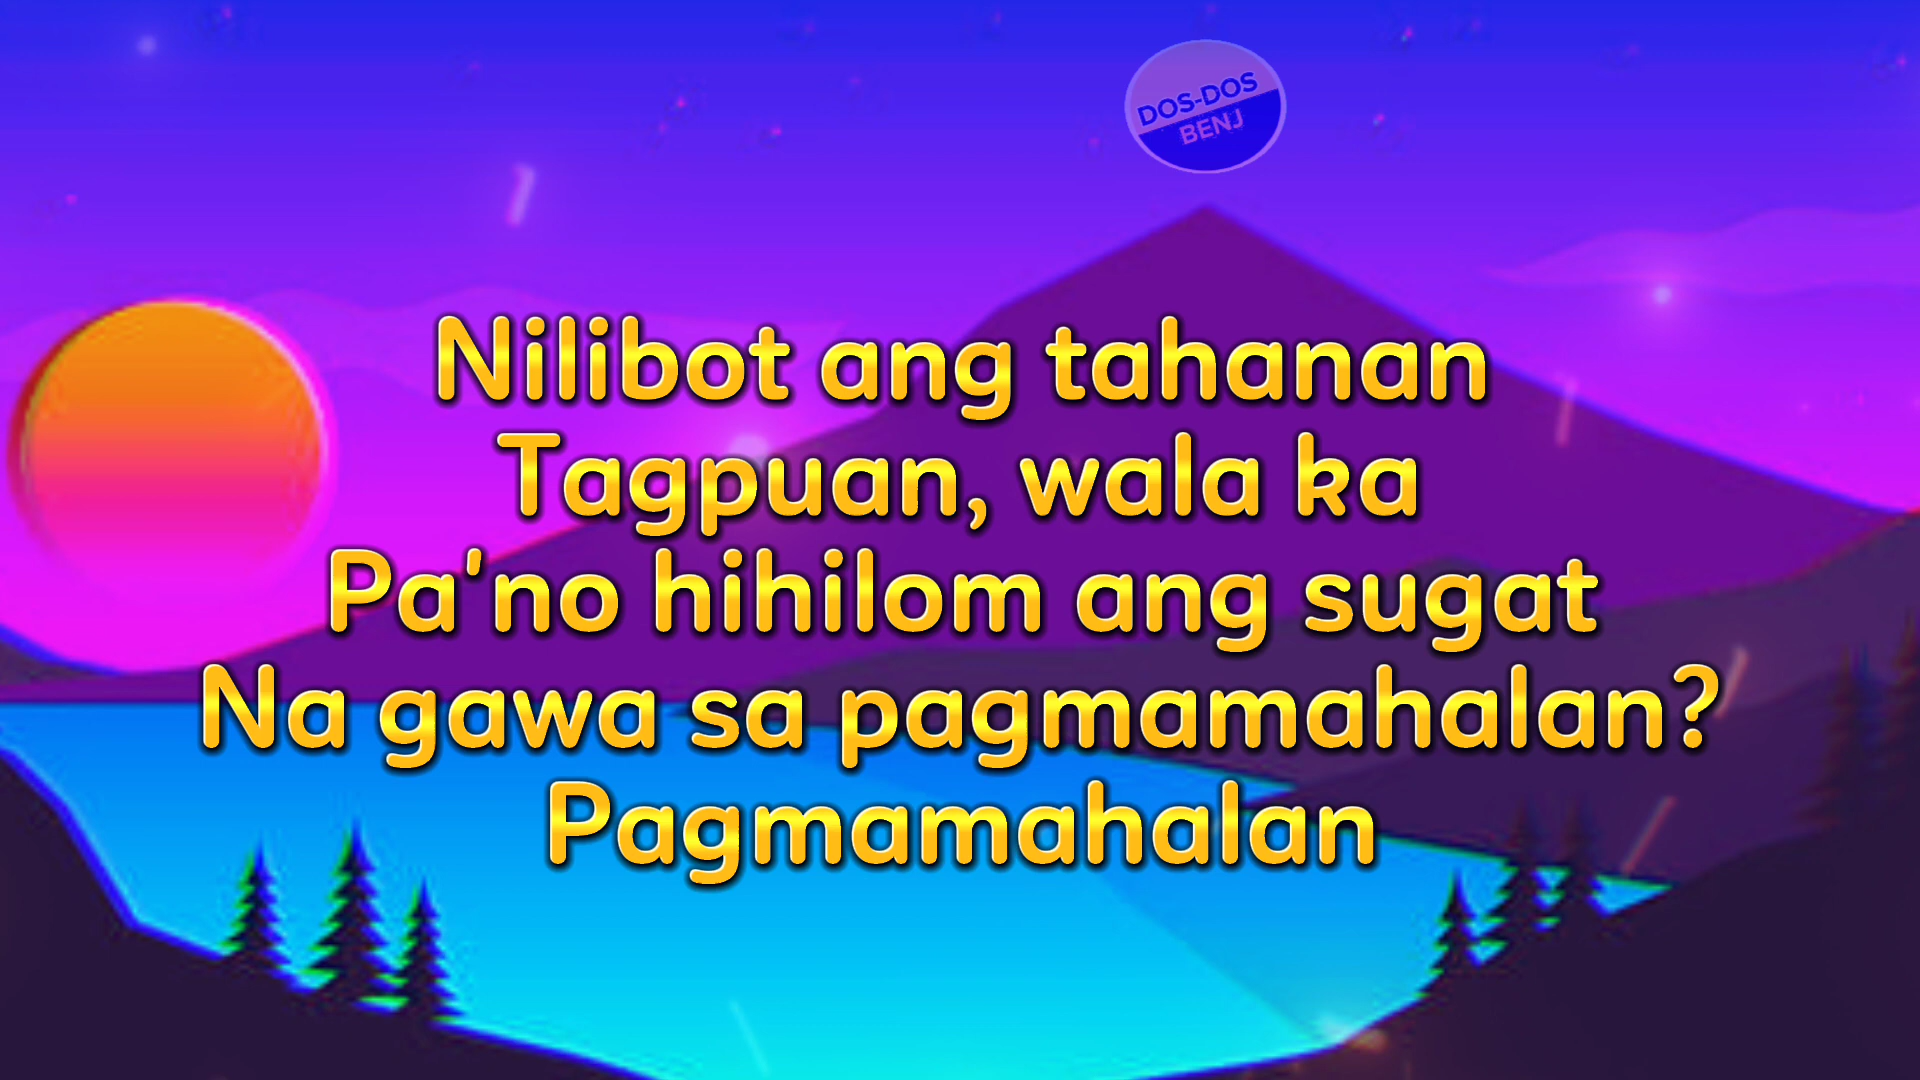 DOS-DOS
BENJ
Nilibot ang tahanan
Tagpuan, wala ka
Pa'no hihilom ang sugat
Na gawa sa pagmamahalan?
Pagmamahalan